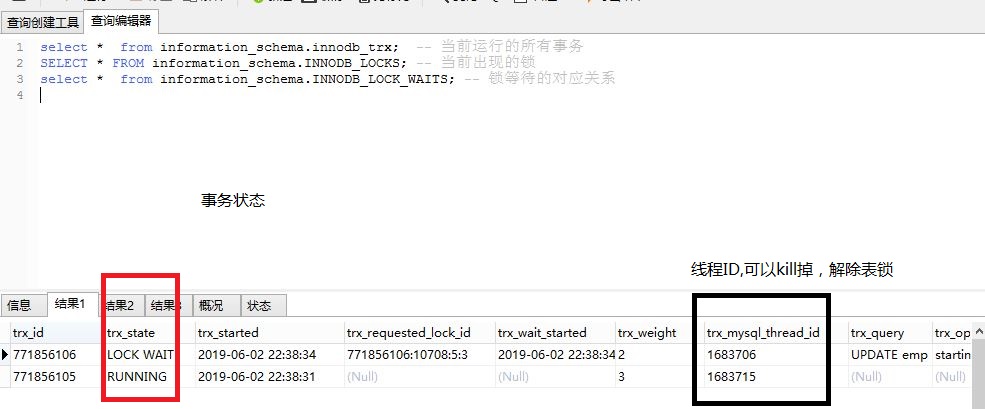 查询创建工具 查询编辑器
1 select * from information_schema.innodb_trx; -- 当前运行的所有事务
2 SELECT * FROM information_schema.INNODB_LOCKS; -- 当前出现的锁
3 select * from information_schema.INNODB_LOCK_WAITS; -- 锁等待的对应关系
4
事务状态
线程ID,可以kill掉，解除表锁
信息 结果1 结果2 结果3 概况 状态
trx_id trx_state trx_started trx_requested_lock_id trx_wait_started trx_weight trx_mysql_thread_id trx_query trx_op
771856106 LOCK WAIT 2019-06-02 22:38:34 771856106:10708:5:3 2019-06-02 22:38:34 2 1683706 UPDATE emp startin
771856105 RUNNING 2019-06-02 22:38:31 (Null) (Null) 3 1683715 (Null) (Null)